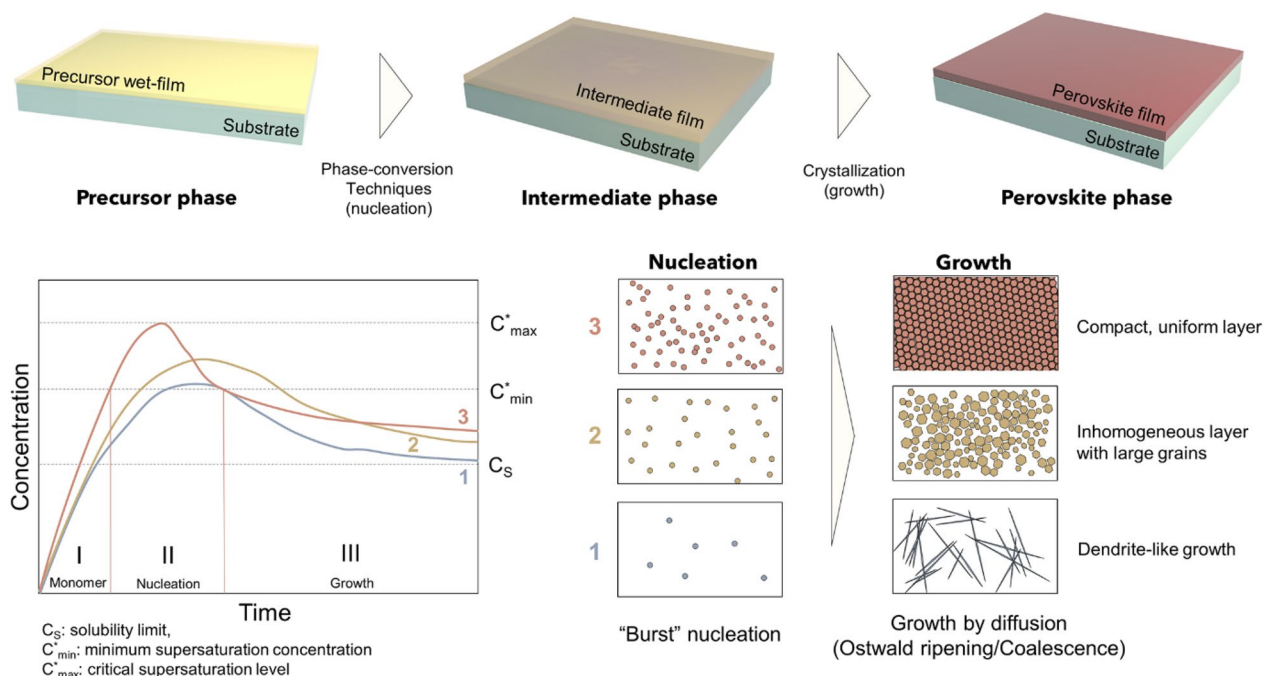 Precursor wet-film
Substrate
Precursor phase
Phase-conversion
Techniques
(nucleation)
Intermediate film
Substrate
Intermediate phase
Crystallization
(growth)
Perovskite film
Substrate
Perovskite phase
Concentration
C*max
C*min
CS
3
2
1
I
Monomer
II
Nucleation
III
Growth
Time
CS: solubility limit,
C*min: minimum supersaturation concentration
C*max: critical supersaturation level
Nucleation
3
2
1
"Burst" nucleation
Growth
Compact, uniform layer
Inhomogeneous layer
with large grains
Dendrite-like growth
Growth by diffusion
(Ostwald ripening/Coalescence)